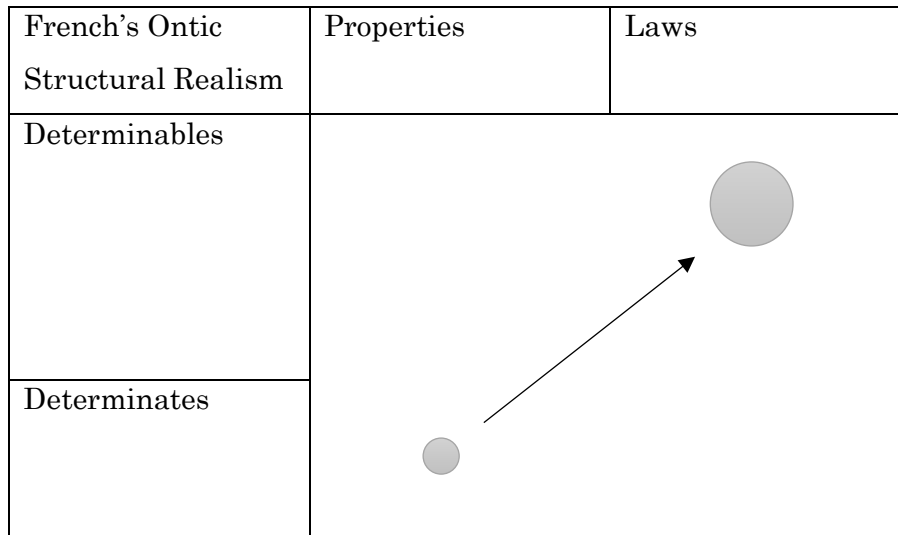 French’s Ontic
Structural Realism
Properties
Laws
Determinables
Determinates